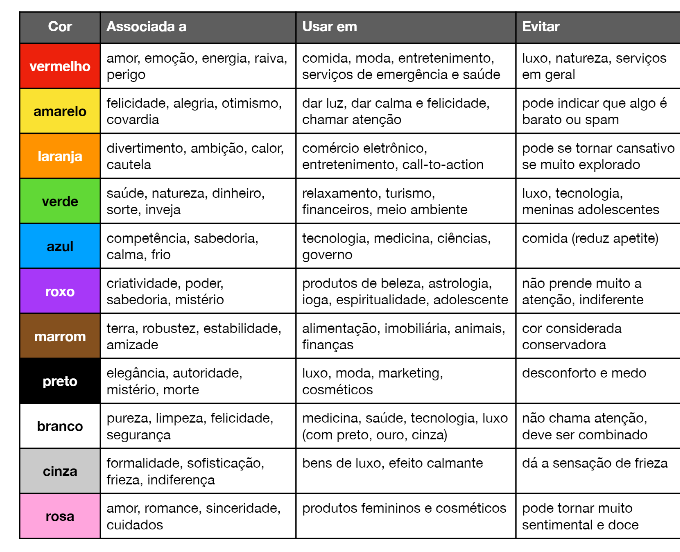 Cor Associada a Usar em Evitar
vermelho
amor, emoção, energia, raiva,
perigo
comida, moda, entretenimento,
serviços de emergência e saúde
luxo, natureza, serviços
em geral
amarelo
felicidade, alegria, otimismo,
covardia
dar luz, dar calma e felicidade,
chamar atenção
pode indicar que algo é
barato ou spam
laranja
divertimento, ambição, calor,
cautela
comércio eletrônico,
entretenimento, call-to-action
pode se tornar cansativo
se muito explorado
verde
saúde, natureza, dinheiro,
sorte, inveja
relaxamento, turismo,
financeiros, meio ambiente
luxo, tecnologia,
meninas adolescentes
azul
competência, sabedoria,
calma, frio
tecnologia, medicina, ciências,
governo
comida (reduz apetite)
roxo
criatividade, poder,
sabedoria, mistério
produtos de beleza, astrologia,
ioga, espiritualidade, adolescente
não prende muito a
atenção, indiferente
marrom
terra, robustez, estabilidade,
amizade
alimentação, imobiliária, animais,
finanças
cor considerada
conservadora
preto
elegância, autoridade,
mistério, morte
luxo, moda, marketing,
cosméticos
desconforto e medo
branco
pureza, limpeza, felicidade,
segurança
medicina, saúde, tecnologia, luxo
(com preto, ouro, cinza)
não chama atenção,
deve ser combinado
cinza
formalidade, sofisticação,
frieza, indiferença
bens de luxo, efeito calmante
dá a sensação de frieza
rosa
amor, romance, sinceridade,
cuidados
produtos femininos e cosméticos
pode tornar muito
sentimental e doce